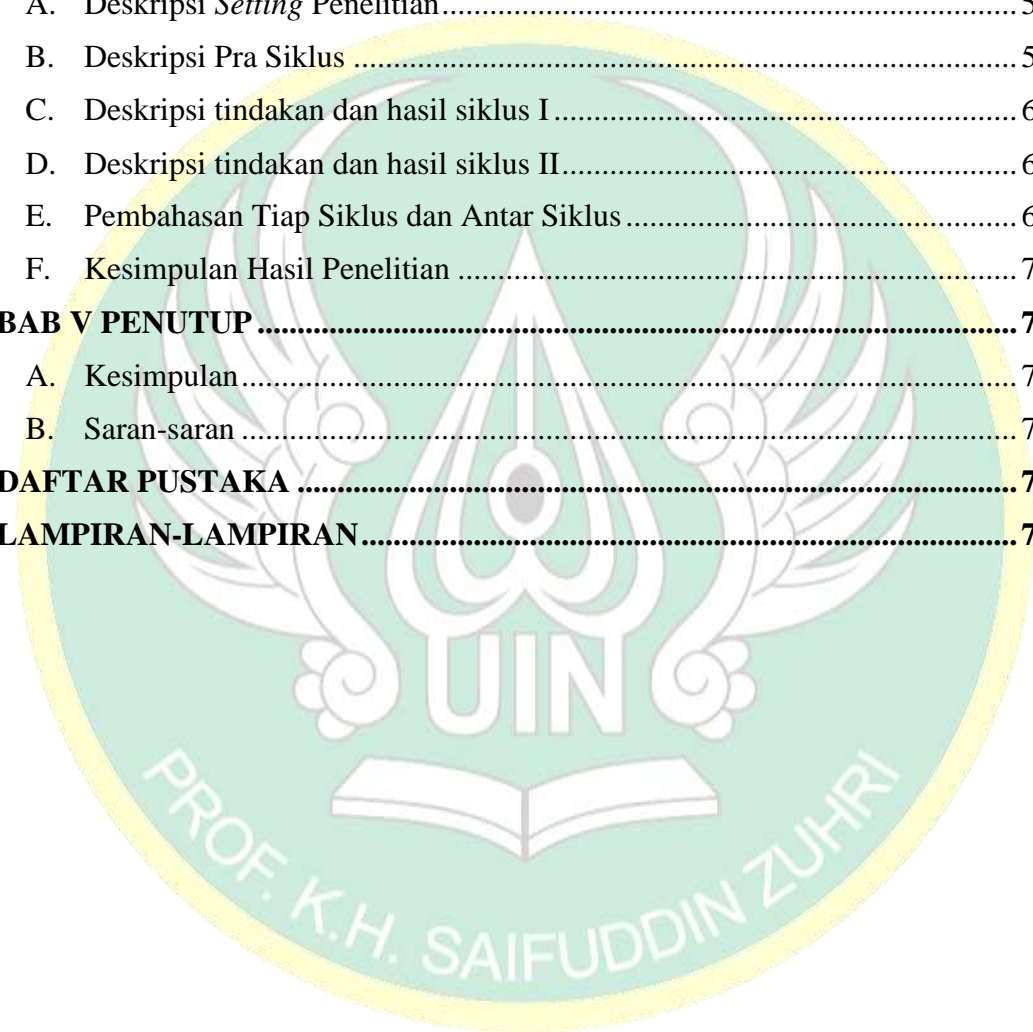 A. Deskripsi Setting Penelitian.......... 5
B. Deskripsi Pra Siklus .......... 5
C. Deskripsi tindakan dan hasil siklus I .......... 6
D. Deskripsi tindakan dan hasil siklus II .......... 6
E. Pembahasan Tiap Siklus dan Antar Siklus .......... 6
F. Kesimpulan Hasil Penelitian .......... 7
BAB V PENUTUP .......... 7
A. Kesimpulan .......... 7
B. Saran-saran .......... 7
DAFTAR PUSTAKA .......... 7
LAMPIRAN-LAMPIRAN .......... 7
UIN
PROF. K.H. SAIFUDDIN ZUHRI